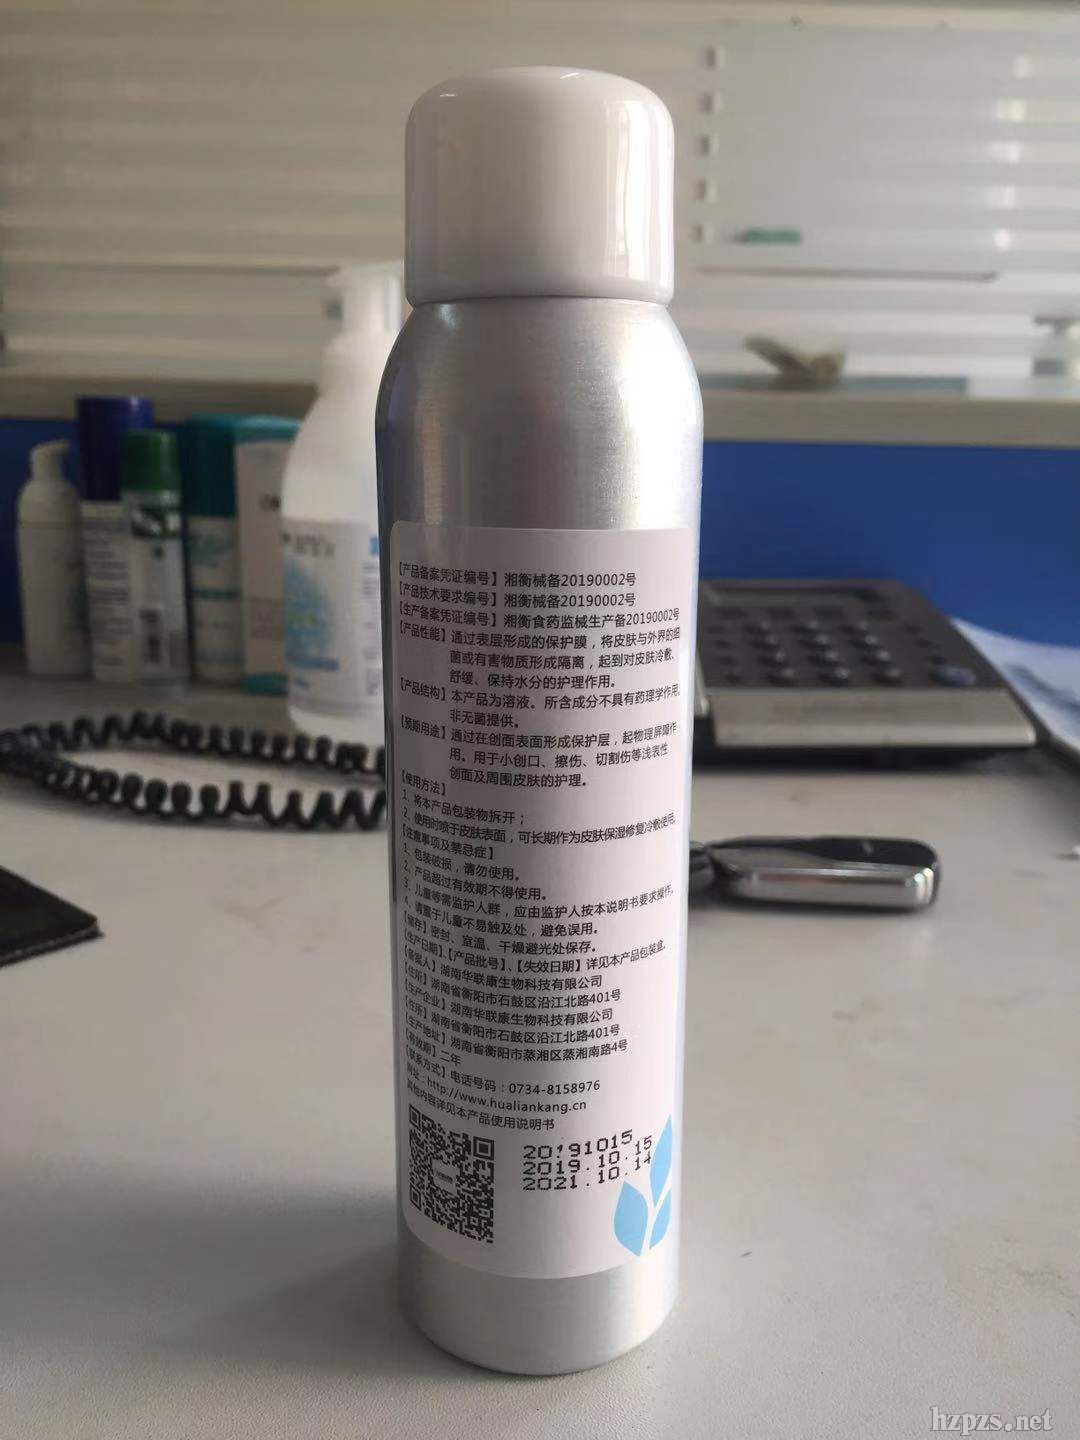 【产品备案凭证编号】湘衡械备20190002号
【产品技术要求编号】湘衡械备20190002号
【生产备案凭证编号】湘衡食药监械生产备20190002号
【产品性能】通过表层形成的保护膜，将皮肤与外界的细
菌或有害物质形成隔离，起到对皮肤冷敷、
舒缓、保持水分的护理作用。
【产品结构】本产品为溶液。所含成分不具有药理学作用，
非无菌提供。
【预期用途】通过在创面表面形成保护层，起物理屏障作
用。用于小创口、擦伤、切割伤等浅表性
创面及周围皮肤的护理。
【使用方法】
1、将本产品包装物拆开；
2、使用时喷于皮肤表面，可长期作为皮肤保湿修复冷敷使用。
【注意事项及禁忌症】
1、包装破损，请勿使用。
2、产品超过有效期不得使用。
3、儿童等需监护人群，应由监护人按本说明书要求操作。
4、请置于儿童不易触及处，避免误用。
【储存】密封、室温、干燥避光处保存。
【生产日期】、【产品批号】、【失效日期】详见本产品包装盒。
【备案人】湖南华联康生物科技有限公司
【住所】湖南省衡阳市石鼓区沿江北路401号
【生产企业】湖南华联康生物科技有限公司
【住所】湖南省衡阳市石鼓区沿江北路401号
【生产地址】湖南省衡阳市蒸湘区蒸湘南路4号
【有效期】二年
【联系方式】电话号码：0734-8158976
网址：http://www.hualiankang.cn
其他内容详见本产品使用说明书
20191015
2019.10.15
2021.10.14
hzpzs.net